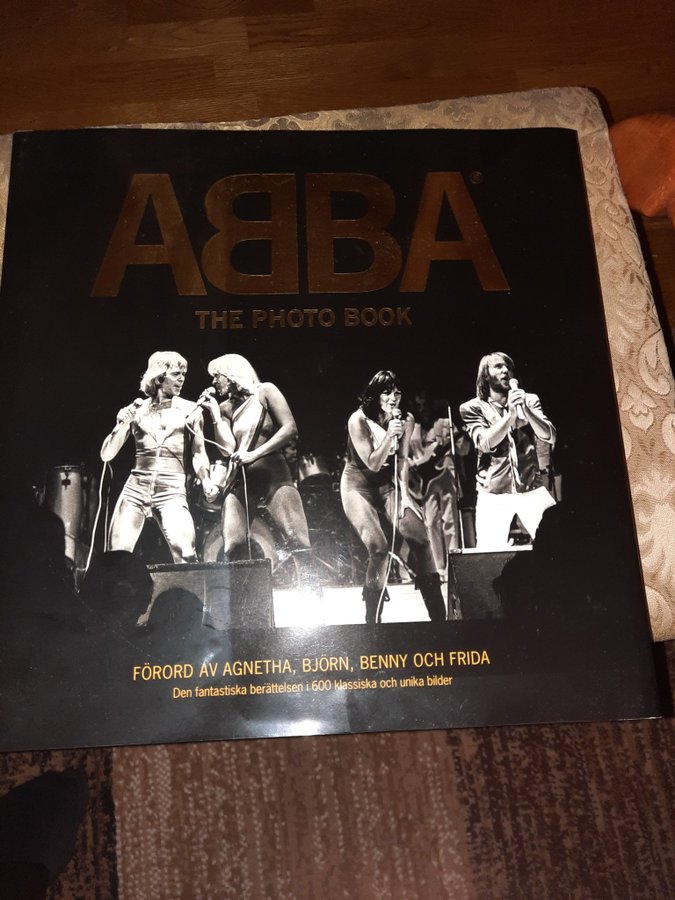 ABBA®
THE PHOTO BOOK
FÖRORD AV AGNETHA, BJÖRN, BENNY OCH FRIDA
Den fantastiska berättelsen i 600 klassiska och unika bilder